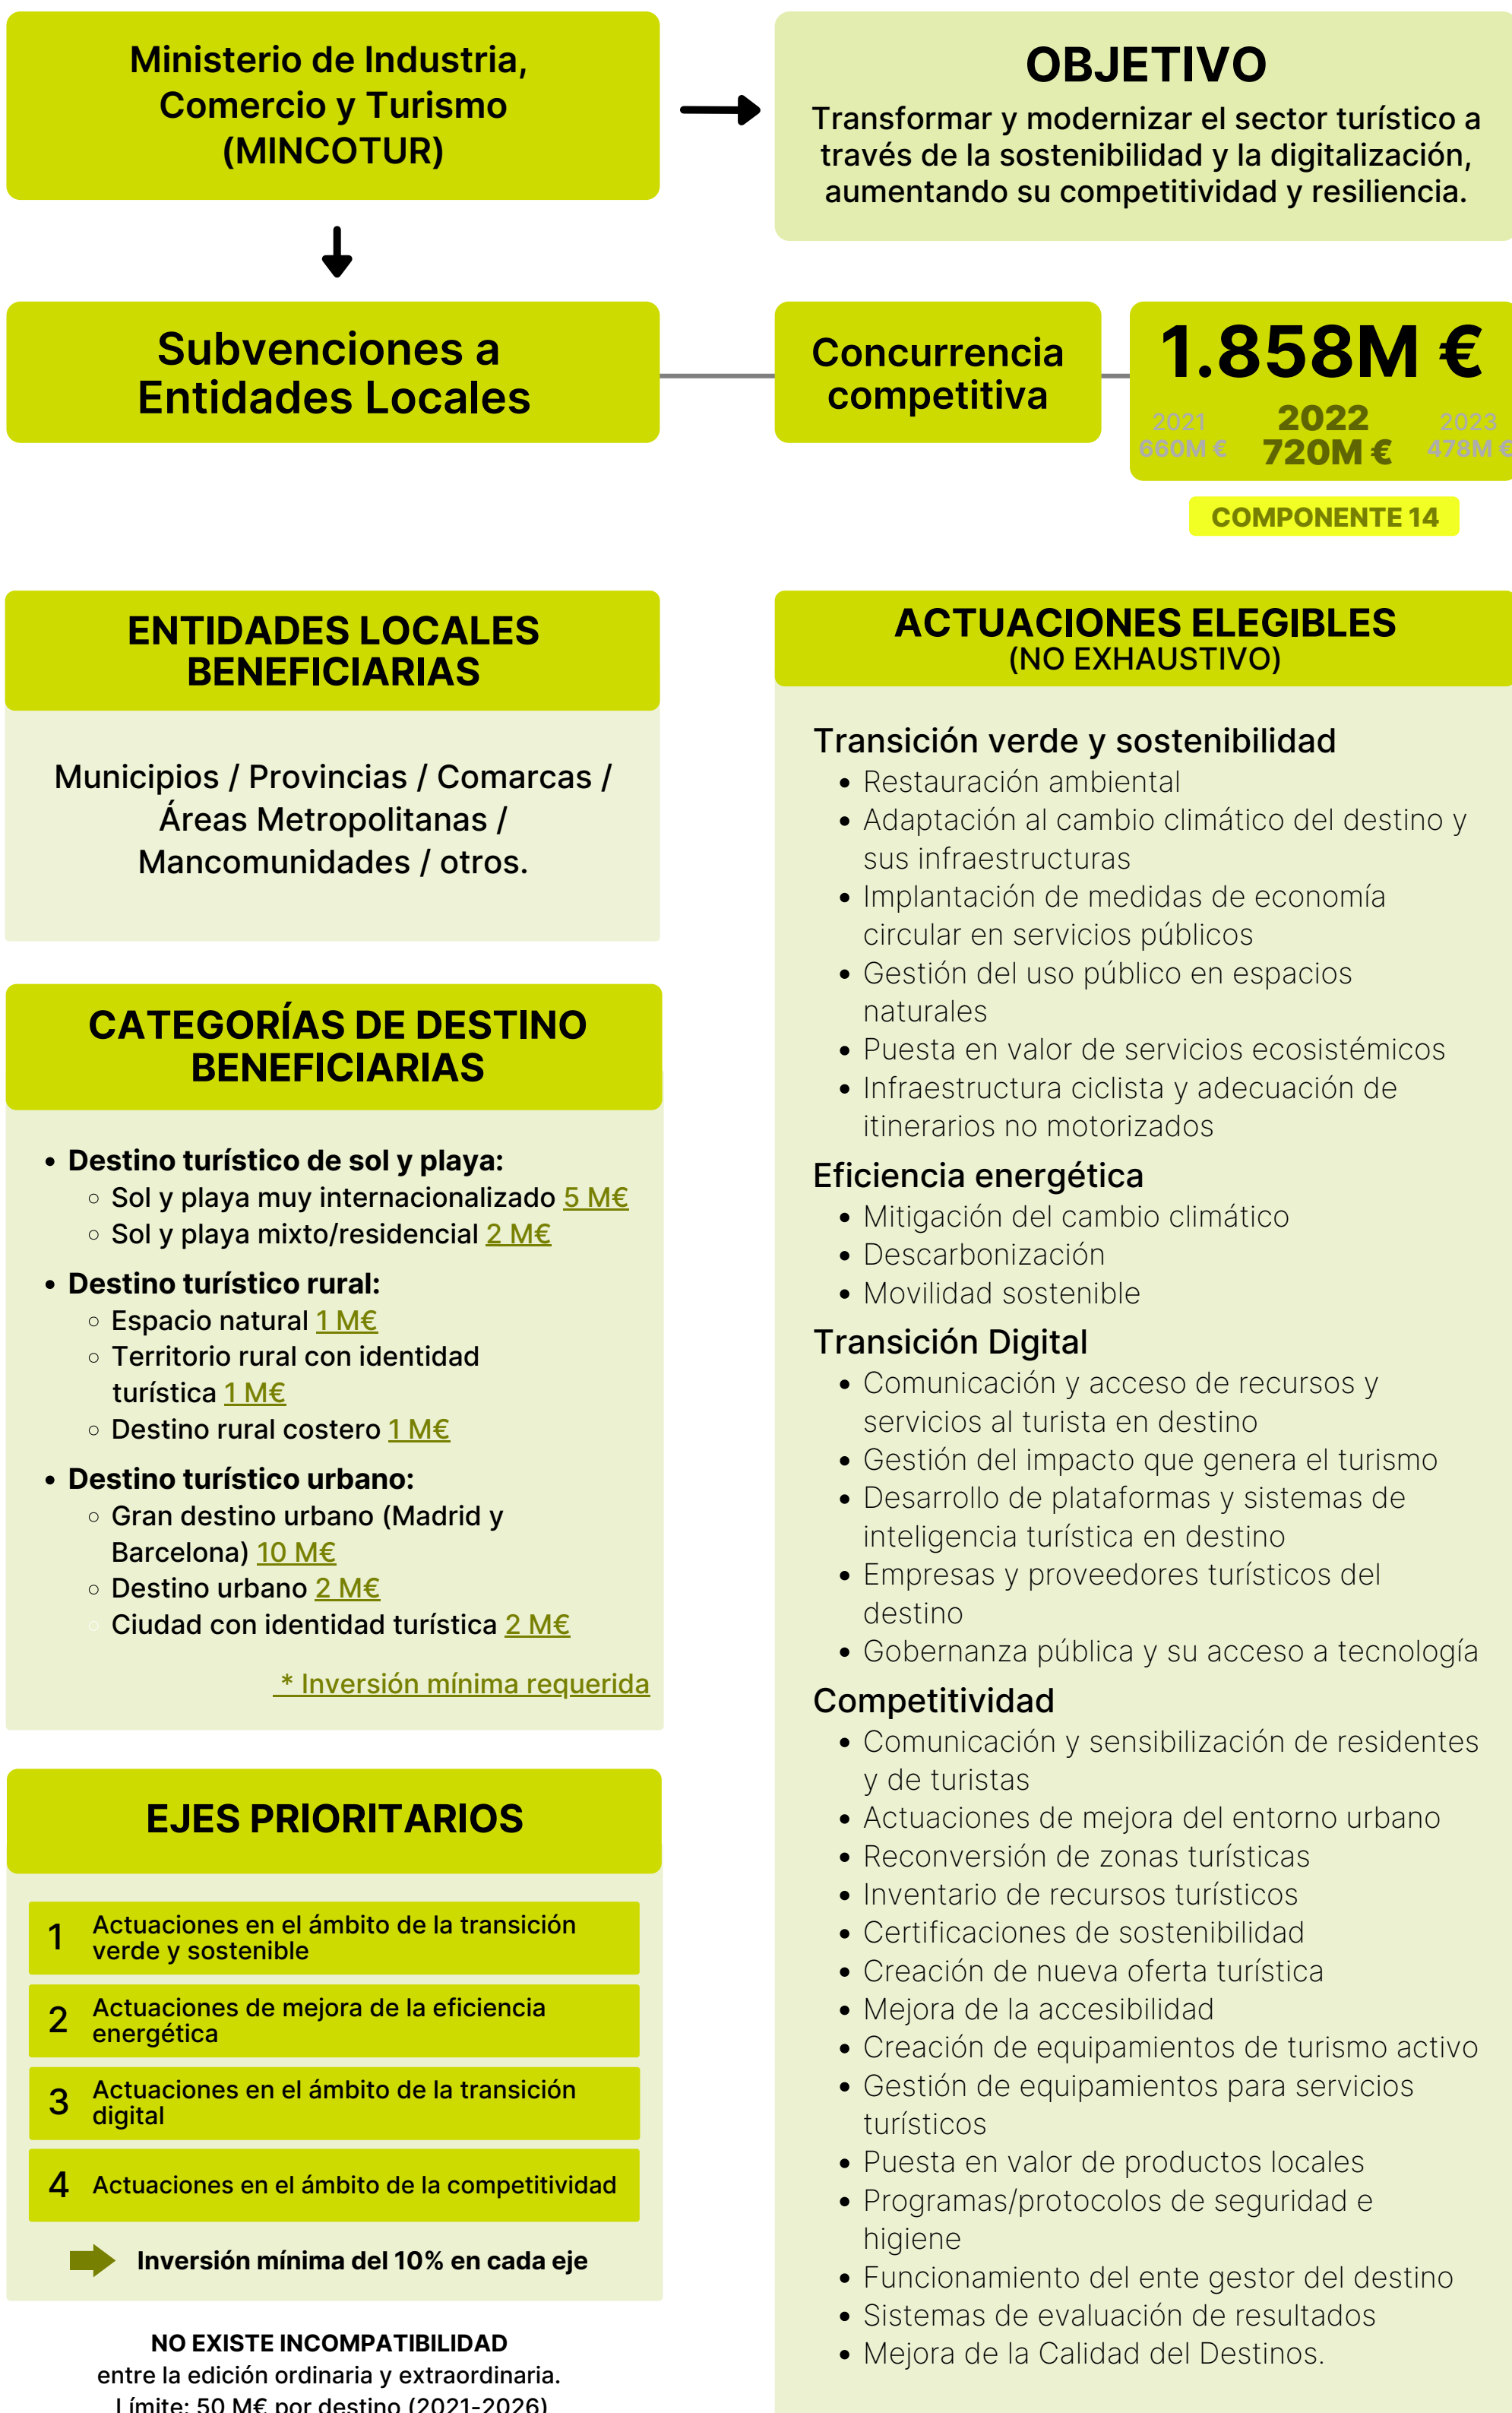 Ministerio de Industria,
Comercio y Turismo
(MINCOTUR)
OBJETIVO
Transformar y modernizar el sector turístico a
través de la sostenibilidad y la digitalización,
aumentando su competitividad y resiliencia.
Subvenciones a
Entidades Locales
Concurrencia
competitiva
1.858M €
2021
660M €
2022
720M €
2023
478M €
COMPONENTE 14
ENTIDADES LOCALES
BENEFICIARIAS
Municipios / Provincias / Comarcas /
Áreas Metropolitanas /
Mancomunidades / otros.
CATEGORÍAS DE DESTINO
BENEFICIARIAS
Destino turístico de sol y playa:
Sol y playa muy internacionalizado 5 M€
Sol y playa mixto/residencial 2 M€
Destino turístico rural:
Espacio natural 1 M€
Territorio rural con identidad
turística 1 M€
Destino rural costero 1 M€
Destino turístico urbano:
Gran destino urbano (Madrid y
Barcelona) 10 M€
Destino urbano 2 M€
Ciudad con identidad turística 2 M€
* Inversión mínima requerida
EJES PRIORITARIOS
1 Actuaciones en el ámbito de la transición
verde y sostenible
2 Actuaciones de mejora de la eficiencia
energética
3 Actuaciones en el ámbito de la transición
digital
4 Actuaciones en el ámbito de la competitividad
Inversión mínima del 10% en cada eje
NO EXISTE INCOMPATIBILIDAD
entre la edición ordinaria y extraordinaria.
Límite: 50 M€ por destino (2021-2026)
ACTUACIONES ELEGIBLES
(NO EXHAUSTIVO)
Transición verde y sostenibilidad
Restauración ambiental
Adaptación al cambio climático del destino y
sus infraestructuras
Implantación de medidas de economía
circular en servicios públicos
Gestión del uso público en espacios
naturales
Puesta en valor de servicios ecosistémicos
Infraestructura ciclista y adecuación de
itinerarios no motorizados
Eficiencia energética
Mitigación del cambio climático
Descarbonización
Movilidad sostenible
Transición Digital
Comunicación y acceso de recursos y
servicios al turista en destino
Gestión del impacto que genera el turismo
Desarrollo de plataformas y sistemas de
inteligencia turística en destino
Empresas y proveedores turísticos del
destino
Gobernanza pública y su acceso a tecnología
Competitividad
Comunicación y sensibilización de residentes
y de turistas
Actuaciones de mejora del entorno urbano
Reconversión de zonas turísticas
Inventario de recursos turísticos
Certificaciones de sostenibilidad
Creación de nueva oferta turística
Mejora de la accesibilidad
Creación de equipamientos de turismo activo
Gestión de equipamientos para servicios
turísticos
Puesta en valor de productos locales
Programas/protocolos de seguridad e
higiene
Funcionamiento del ente gestor del destino
Sistemas de evaluación de resultados
Mejora de la Calidad del Destinos.